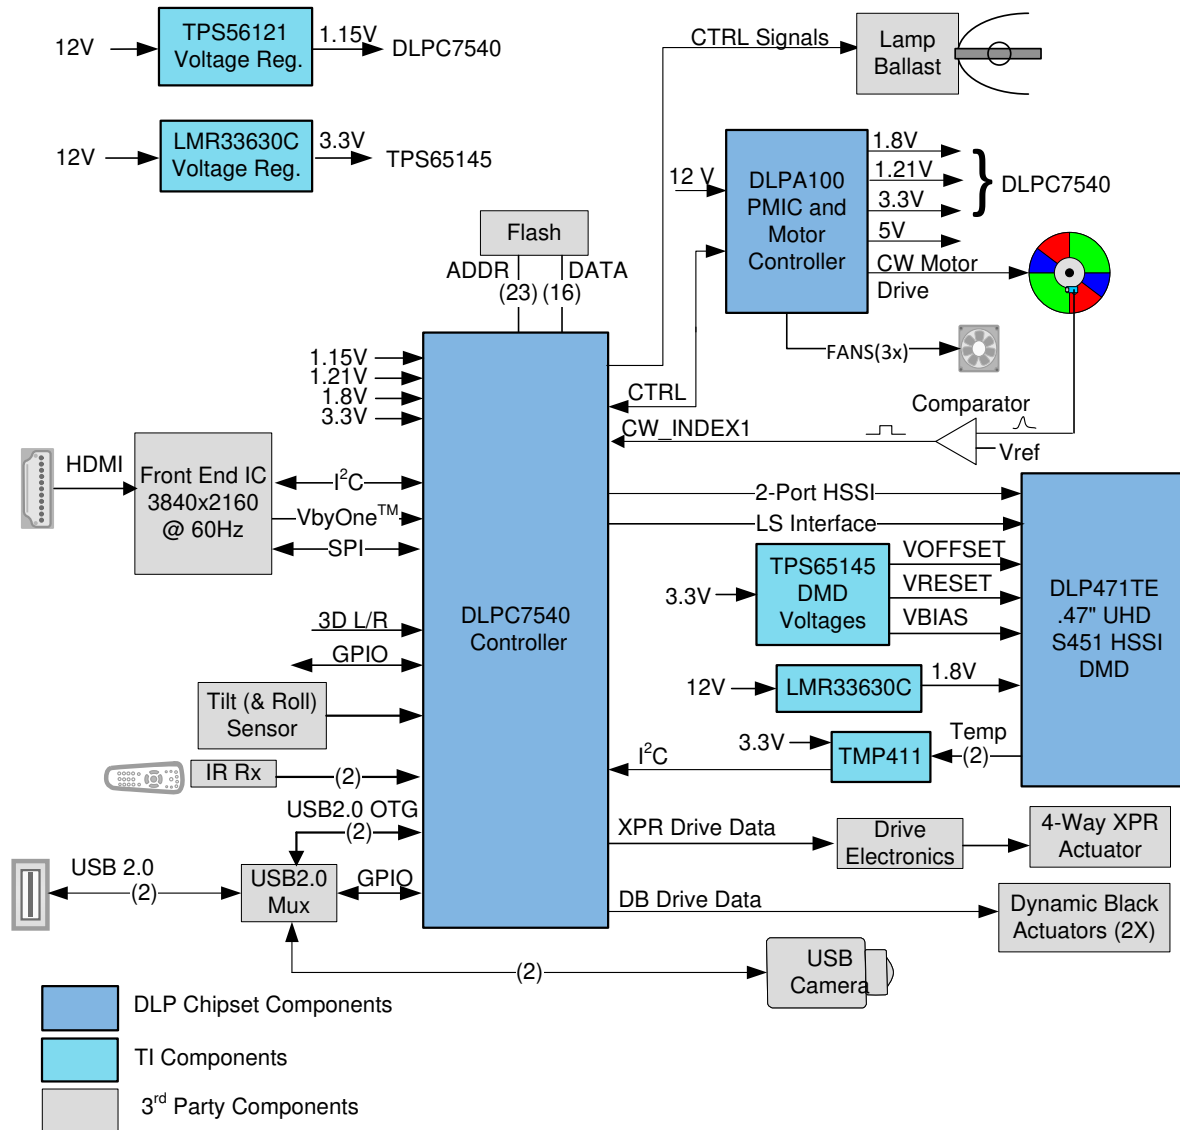 12V
TPS56121
Voltage Reg.
1.15V
DLPC7540
12V
LMR33630C
Voltage Reg.
3.3V
TPS65145
CTRL Signals
Lamp
Ballast
12 V
DLPA100
PMIC and
Motor
Controller
1.8V
1.21V
3.3V
5V
CW Motor
Drive
DLPC7540
FANS(3x)
Flash
ADDR
DATA
(23)
(16)
1.15V
1.21V
1.8V
3.3V
CTRL
CW_INDEX1
Comparator
Vref
HDMI
Front End IC
3840x2160
@ 60Hz
I²C
VbyOne™
SPI
DLPC7540
Controller
2-Port HSSI
LS Interface
3.3V
TPS65145
DMD
Voltages
VOFFSET
VRESET
VBIAS
DLP471TE
.47" UHD
S451 HSSI
DMD
12V
LMR33630C
1.8V
3.3V
TMP411
Temp
(2)
I²C
3D L/R
GPIO
Tilt (& Roll)
Sensor
IR Rx
(2)
USB2.0 OTG
(2)
USB 2.0
(2)
USB2.0
Mux
GPIO
XPR Drive Data
Drive
Electronics
4-Way XPR
Actuator
DB Drive Data
Dynamic Black
Actuators (2X)
(2)
USB
Camera
DLP Chipset Components
TI Components
3rd Party Components